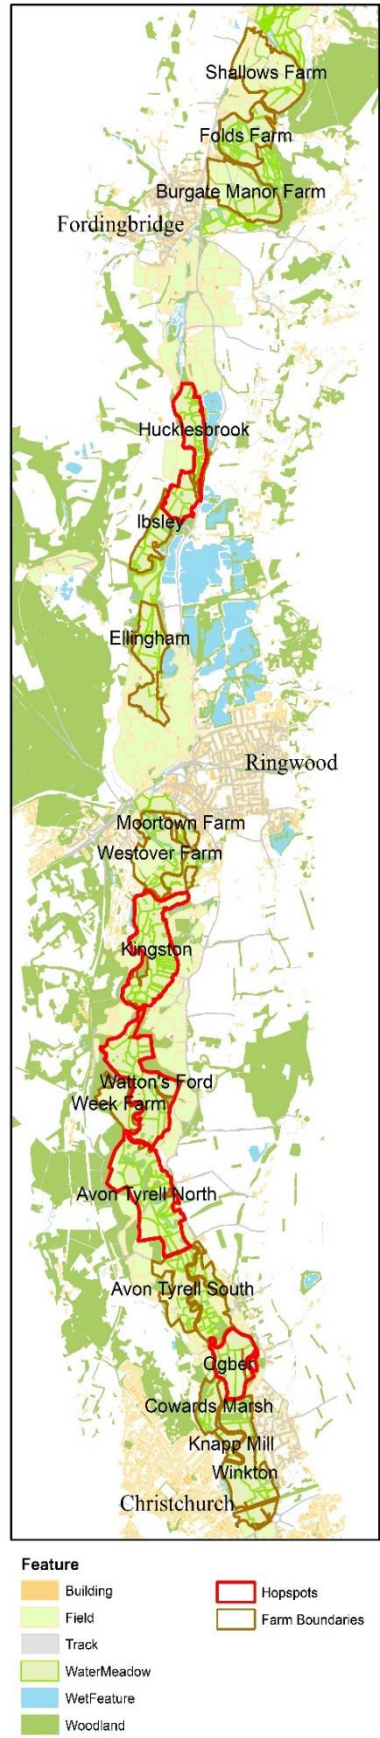 Shallows Farm
Folds Farm
Burgate Manor Farm
Fordingbridge
Hucklesbrook
Ibsley
Ellingham
Ringwood
Moortown Farm
Westover Farm
Kingston
Watton's Ford
Week Farm
Avon Tyrell North
Avon Tyrell South
Ogber
Cowards Marsh
Knapp Mill
Winkton
Christchurch
Feature
Building
Field
Track
WaterMeadow
WetFeature
Woodland
Hopspots
Farm Boundaries